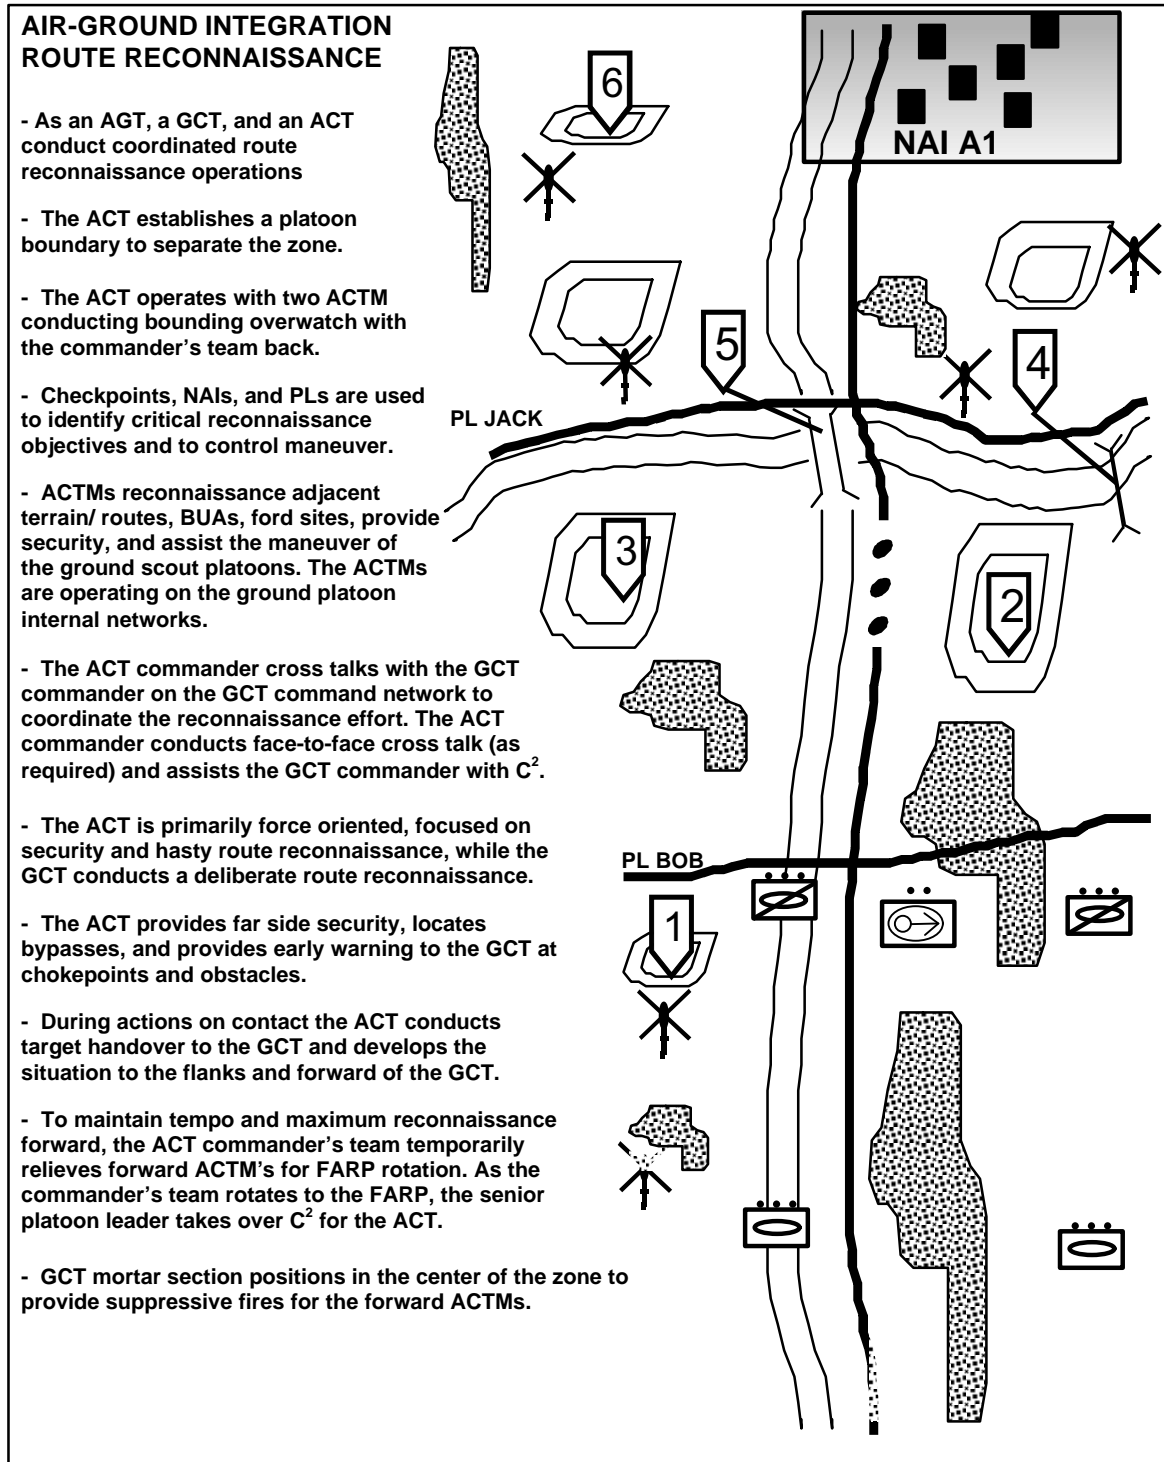 AIR-GROUND INTEGRATION
ROUTE RECONNAISSANCE
- As an AGT, a GCT, and an ACT
conduct coordinated route
reconnaissance operations
- The ACT establishes a platoon
boundary to separate the zone.
- The ACT operates with two ACTM
conducting bounding overwatch with
the commander’s team back.
- Checkpoints, NAIs, and PLs are used
to identify critical reconnaissance
objectives and to control maneuver.
- ACTMs reconnaissance adjacent
terrain/ routes, BUAs, ford sites, provide
security, and assist the maneuver of
the ground scout platoons. The ACTMs
are operating on the ground platoon
internal networks.
- The ACT commander cross talks with the GCT
commander on the GCT command network to
coordinate the reconnaissance effort. The ACT
commander conducts face-to-face cross talk (as
required) and assists the GCT commander with C2.
- The ACT is primarily force oriented, focused on
security and hasty route reconnaissance, while the
GCT conducts a deliberate route reconnaissance.
- The ACT provides far side security, locates
bypasses, and provides early warning to the GCT at
chokepoints and obstacles.
- During actions on contact the ACT conducts
target handover to the GCT and develops the
situation to the flanks and forward of the GCT.
- To maintain tempo and maximum reconnaissance
forward, the ACT commander’s team temporarily
relieves forward ACTM’s for FARP rotation. As the
commander’s team rotates to the FARP, the senior
platoon leader takes over C2 for the ACT.
- GCT mortar section positions in the center of the zone to
provide suppressive fires for the forward ACTMs.
6
NAI A1
5
4
PL JACK
3
2
PL BOB
1